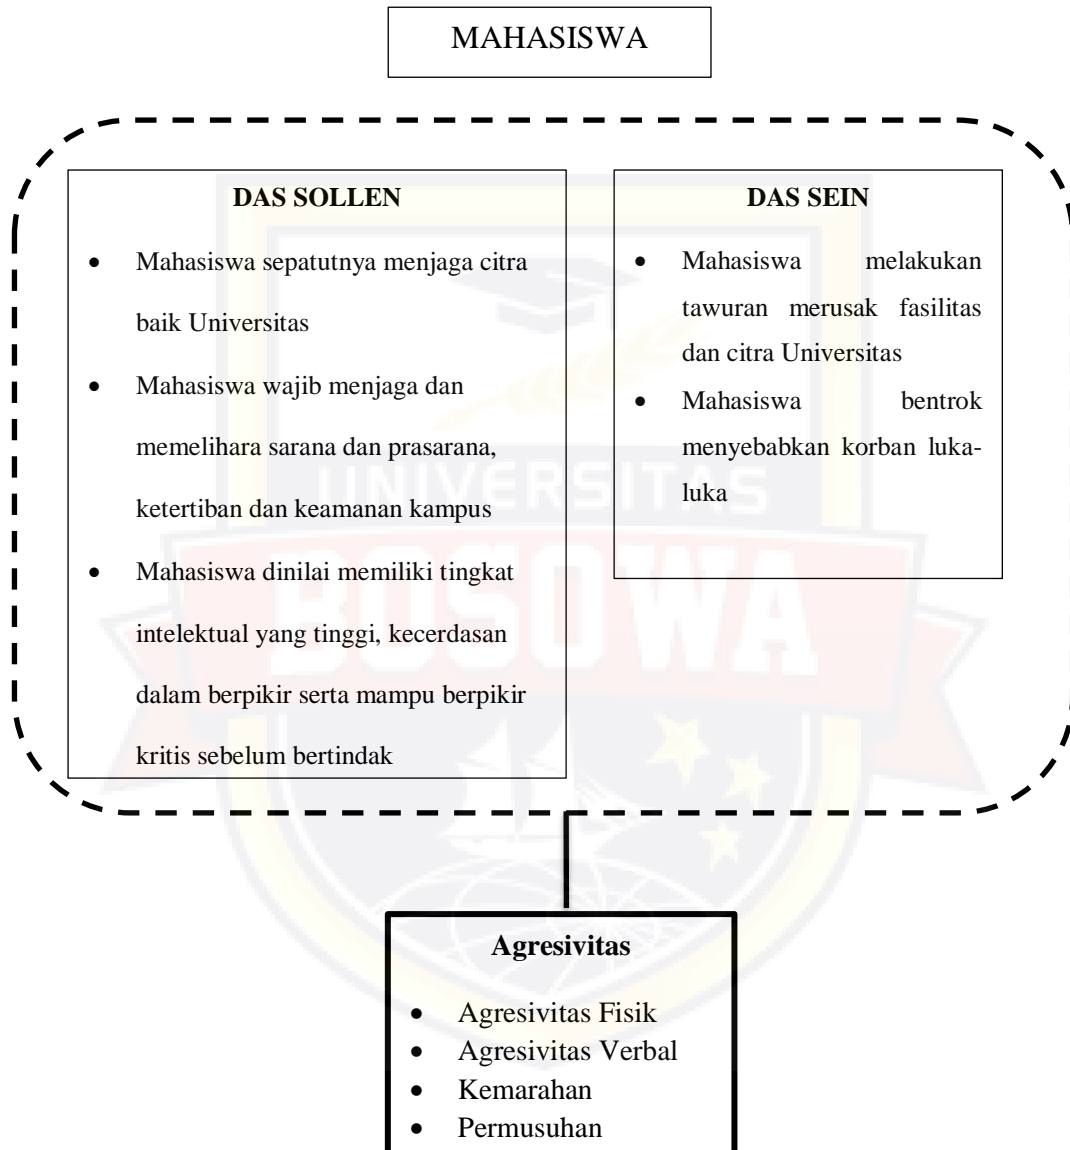 MAHASISWA
DAS SOLLEN
• Mahasiswa sepatutnya menjaga citra
baik Universitas
• Mahasiswa wajib menjaga dan
memelihara sarana dan prasarana,
ketertiban dan keamanan kampus
• Mahasiswa dinilai memiliki tingkat
intelektual yang tinggi, kecerdasan
dalam berpikir serta mampu berpikir
kritis sebelum bertindak
DAS SEIN
• Mahasiswa melakukan
tawuran merusak fasilitas
dan citra Universitas
• Mahasiswa bentrok
menyebabkan korban luka-
luka
UNIVERSITAS
BOSOWA
Agresivitas
• Agresivitas Fisik
• Agresivitas Verbal
• Kemarahan
• Permusuhan